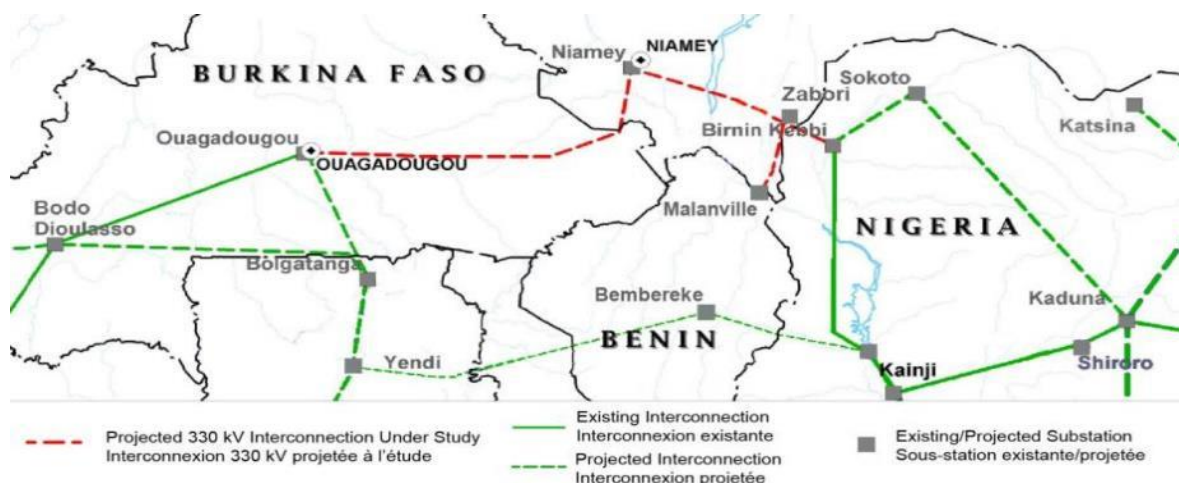 Niamey
NIAMEY
BURKINA FASO
Zabori
Sokoto
Birnin Kebbi
Katsina
Ouagadougou
OUAGADOUGOU
Malanville
NIGERIA
Bodo
Dioulasso
Bolgatanga
Bembereke
Kaduna
BENIN
Yendi
Kainji
Shiroro
Projected 330 kV Interconnection Under Study
Interconnexion 330 kV projetée à l'étude
Existing Interconnection
Interconnexion existante
Projected Interconnection
Interconnexion projetée
Existing/Projected Substation
Sous-station existante/projetée